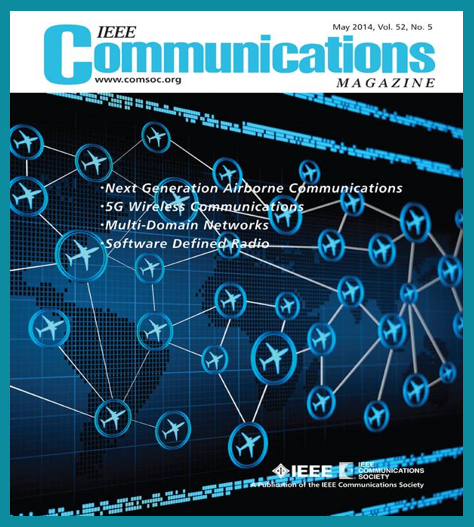 May 2014, Vol. 52, No. 5
IEEE
Communications
www.comsoc.org
MAGAZINE
•Next Generation Airborne Communications
•5G Wireless Communications
•Multi-Domain Networks
•Software Defined Radio
IEEE
IEEE
COMMUNICATIONS
SOCIETY
A Publication of the IEEE Communications Society